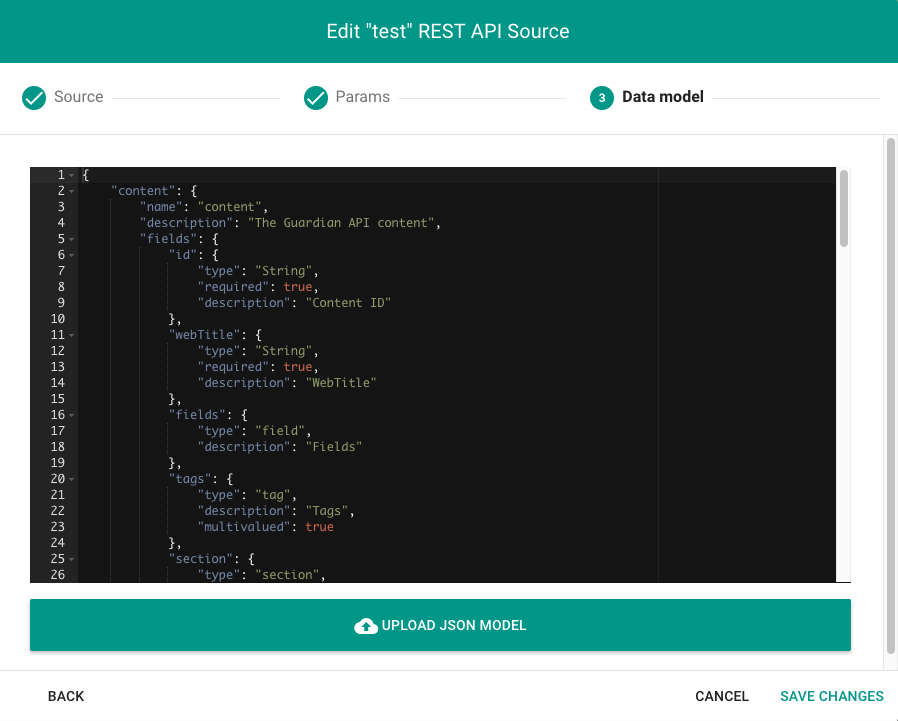 Edit "test" REST API Source
Source
Params
3 Data model
1 {
2 "content": {
3 "name": "content",
4 "description": "The Guardian API content",
5 "fields": {
6 "id": {
7 "type": "String",
8 "required": true,
9 "description": "Content ID"
10 },
11 "webTitle": {
12 "type": "String",
13 "required": true,
14 "description": "WebTitle"
15 },
16 "fields": {
17 "type": "field",
18 "description": "Fields"
19 },
20 "tags": {
21 "type": "tag",
22 "description": "Tags",
23 "multivalued": true
24 },
25 "section": {
26 "type": "section",
UPLOAD JSON MODEL
BACK
CANCEL
SAVE CHANGES